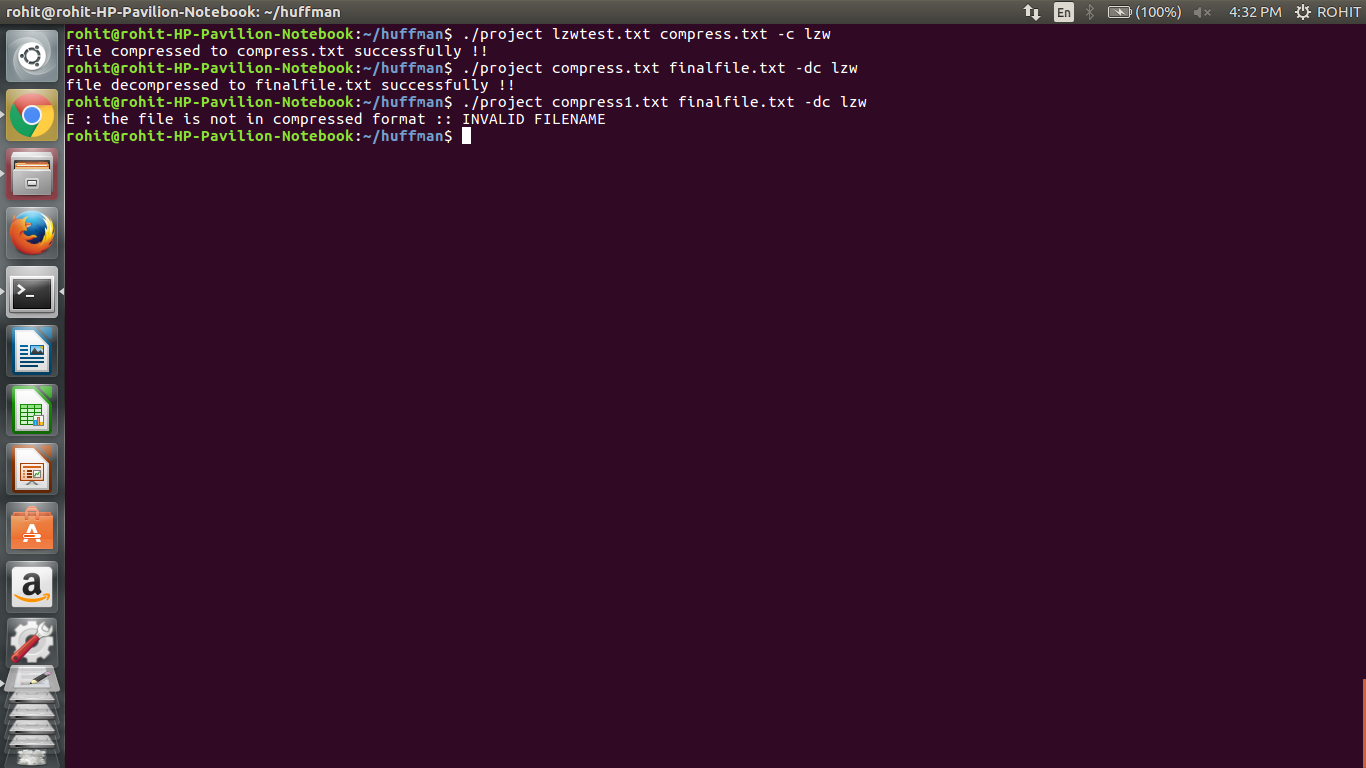 rohit@rohit-HP-Pavilion-Notebook: ~/huffman En (100%) 4:32 PM ROHIT
rohit@rohit-HP-Pavilion-Notebook:~/huffman$ ./project lzwtest.txt compress.txt -c lzw
file compressed to compress.txt successfully !!
rohit@rohit-HP-Pavilion-Notebook:~/huffman$ ./project compress.txt finalfile.txt -dc lzw
file decompressed to finalfile.txt successfully !!
rohit@rohit-HP-Pavilion-Notebook:~/huffman$ ./project compress1.txt finalfile.txt -dc lzw
E : the file is not in compressed format :: INVALID FILENAME
rohit@rohit-HP-Pavilion-Notebook:~/huffman$